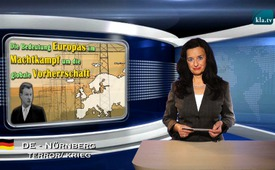 kla.tv
Die Bedeutung Europas im
Machtkampf um die
globale Vorherrschaft
DE - NÜRNBERG
TERROR/KRIEG